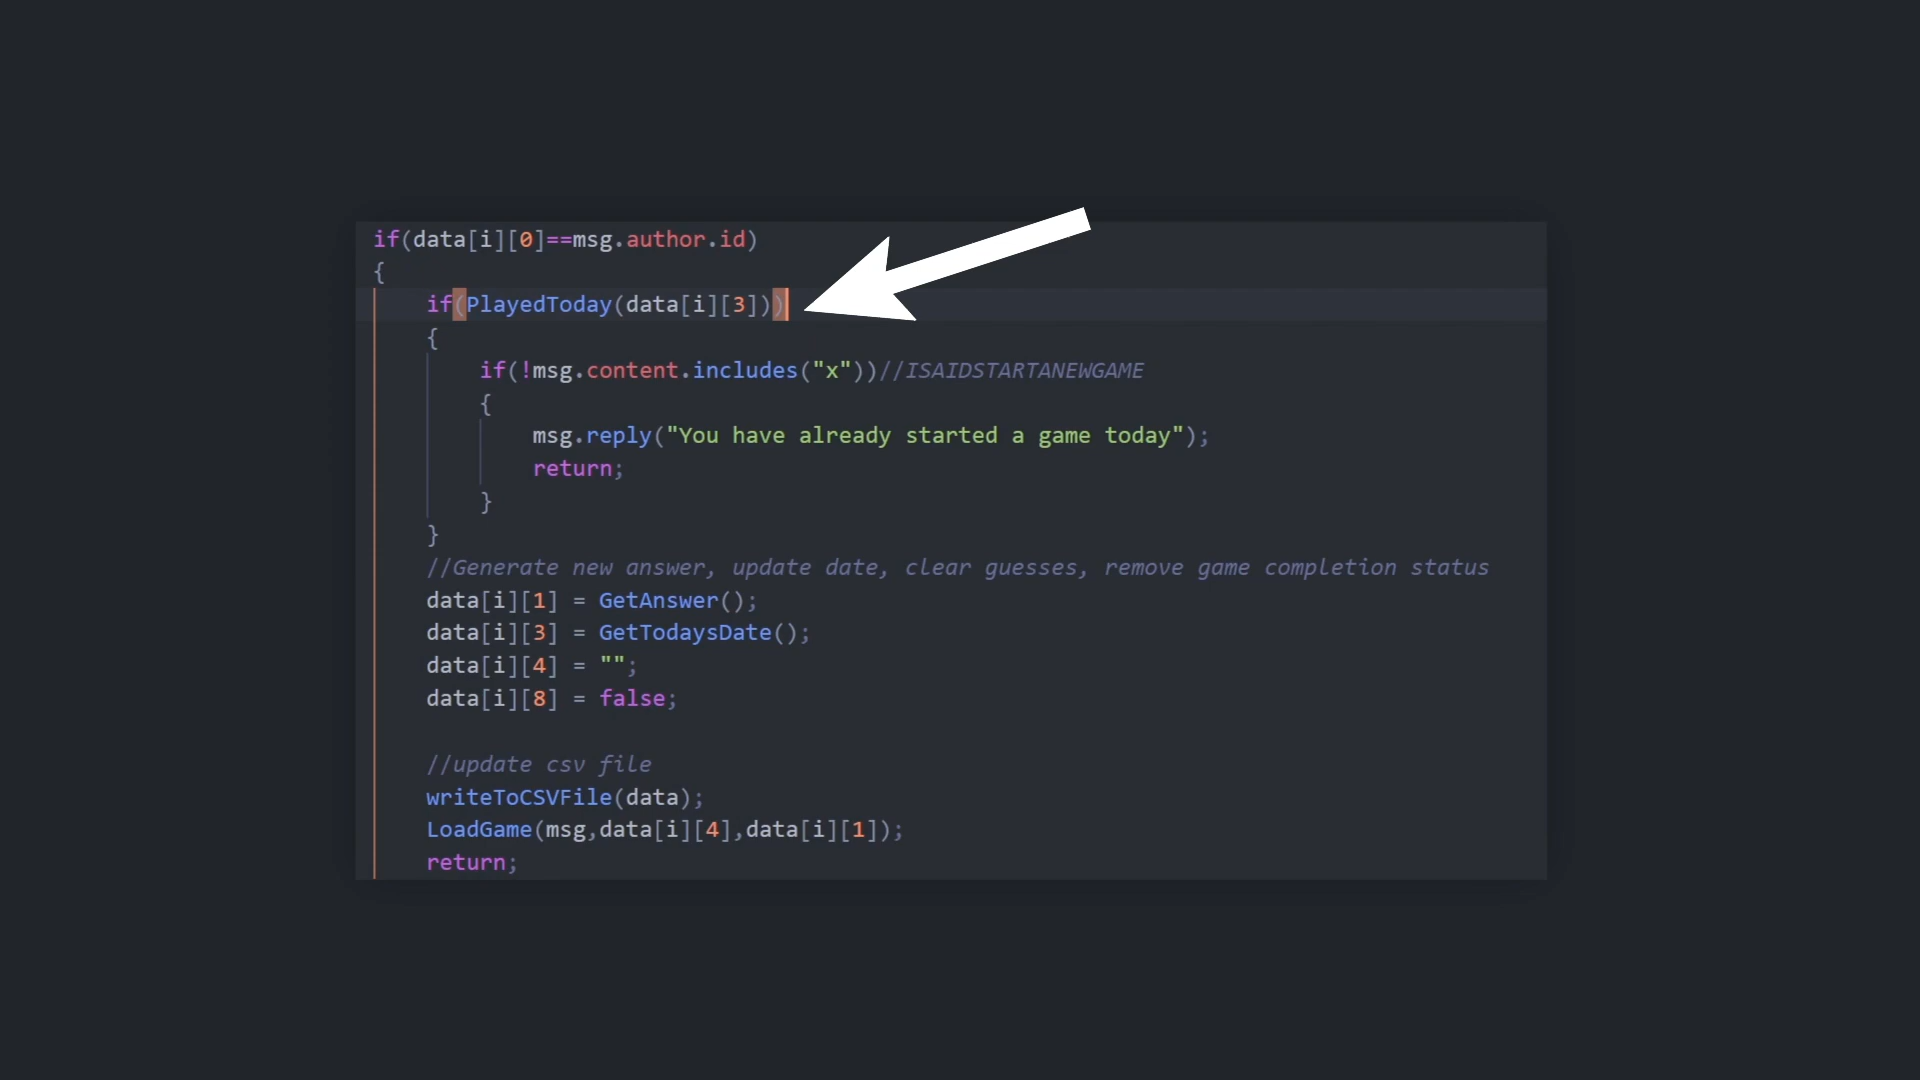 if(data[i][0]==msg.author.id)
{
if(PlayedToday(data[i][3]))
{
if(!msg.content.includes("x"))//ISAIDSTARTANEWGAME
{
msg.reply("You have already started a game today");
return;
}
}
//Generate new answer, update date, clear guesses, remove game completion status
data[i][1] = GetAnswer();
data[i][3] = GetTodaysDate();
data[i][4] = "";
data[i][8] = false;
//update csv file
writeToCSVFile(data);
LoadGame(msg,data[i][4],data[i][1]);
return;